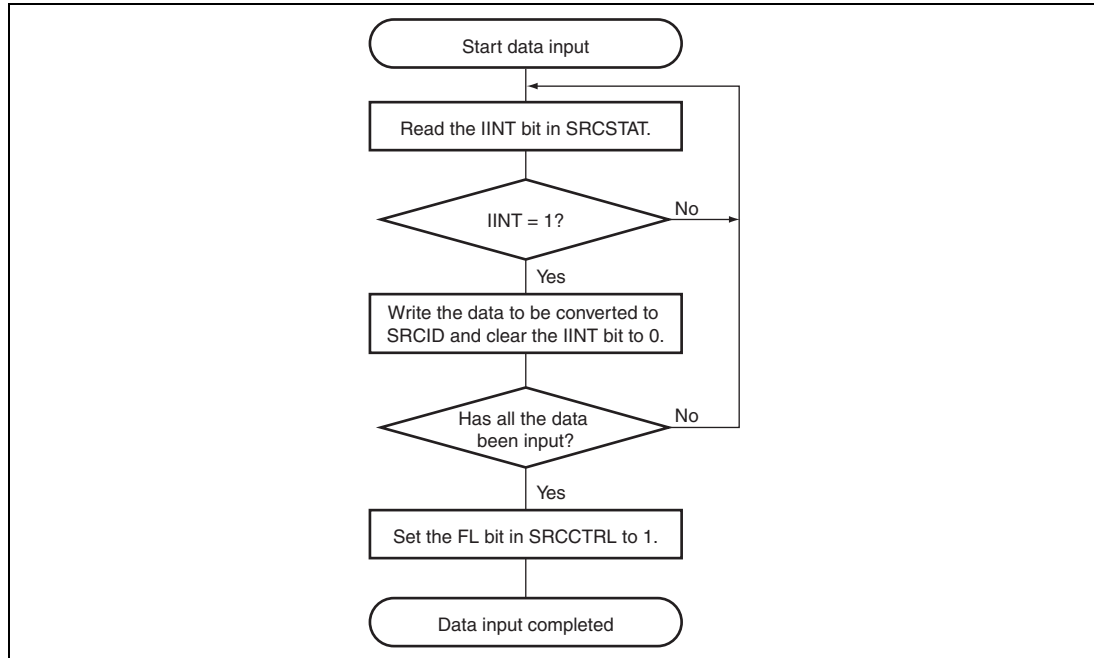 Start data input
Read the IINT bit in SRCSTAT.
IINT = 1?
No
Yes
Write the data to be converted to
SRCID and clear the IINT bit to 0.
Has all the data
been input?
No
Yes
Set the FL bit in SRCCTRL to 1.
Data input completed